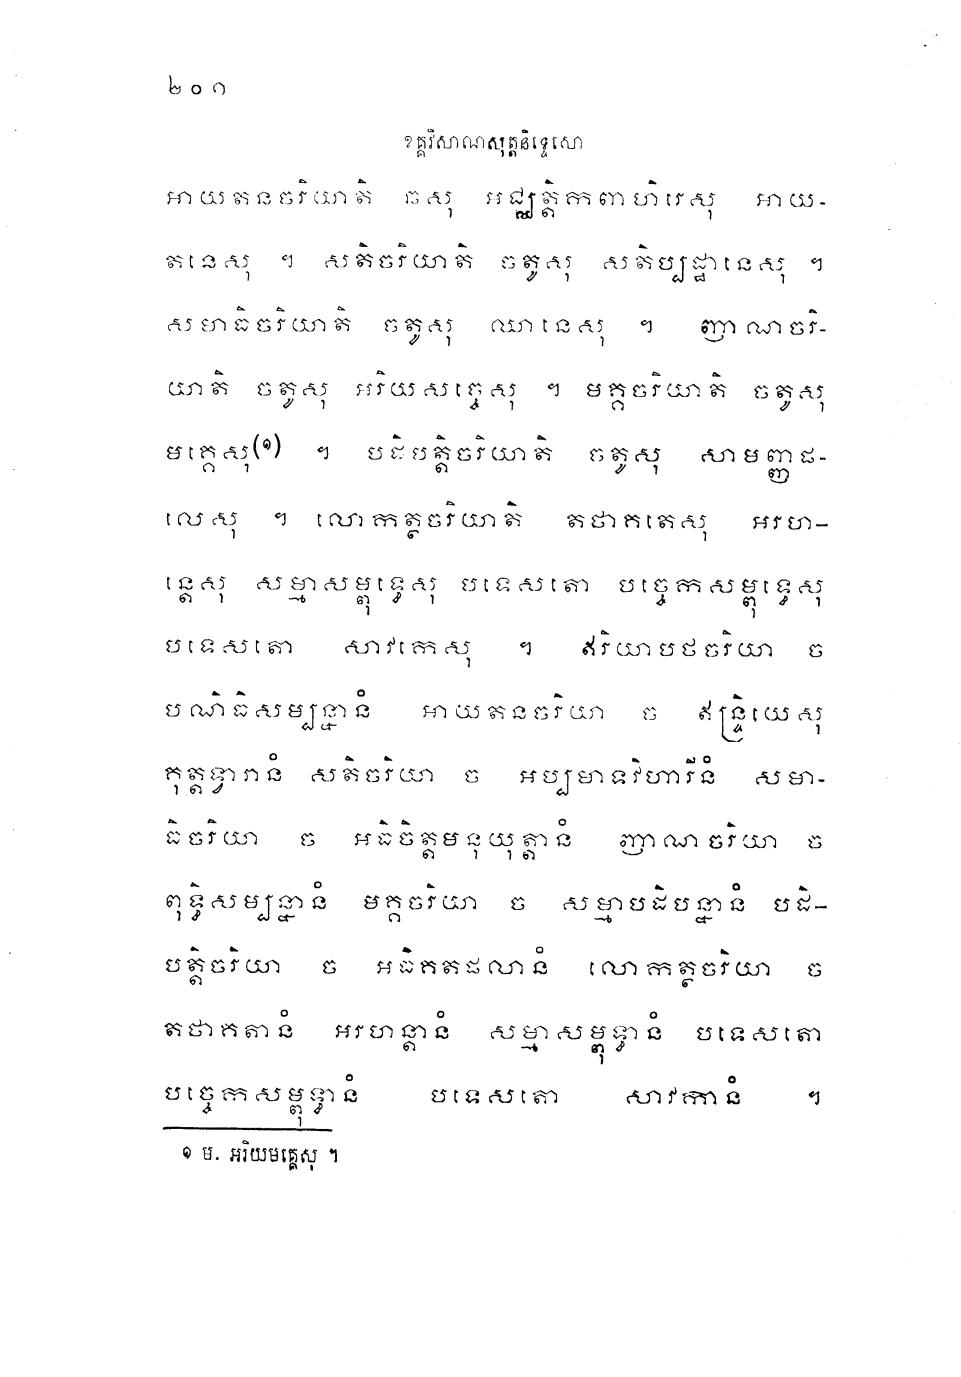 ២០១
ខគ្គវិសាណសុត្តនិទ្ទេសោ
អាយតនចរិយាតិ ឆសុ អជ្ឈត្តិកពាហិរេសុ អាយ-
តនេសុ ។ សតិចរិយាតិ ចតូសុ សតិប្បដ្ឋានេសុ ។
សមាធិចរិយាតិ ចតូសុ ឈានេសុ ។ ញាណចរិ-
យាតិ ចតូសុ អរិយសច្ចេសុ ។ មគ្គចរិយាតិ ចតូសុ
មគ្គេសុ(១) ។ បដិបត្តិចរិយាតិ ចតូសុ សាមញ្ញផ-
លេសុ ។ លោកត្ថចរិយាតិ តថាគតេសុ អរហ-
ន្តេសុ សម្មាសម្ពុទ្ធេសុ បទេសតោ បច្ចេកសម្ពុទ្ធេសុ
បទេសតោ សាវកេសុ ។ ឥរិយាបថចរិយា ច
បណិធិសម្បន្នានំ អាយតនចរិយា ច ឥន្ទ្រិយេសុ
គុត្តទ្វារានំ សតិចរិយា ច អប្បមាទវិហារីនំ សមា-
ធិចរិយា ច អធិចិត្តមនុយុត្តានំ ញាណចរិយា ច
ពុទ្ធិសម្បន្នានំ មគ្គចរិយា ច សម្មាបដិបន្នានំ បដិ-
បត្តិចរិយា ច អធិគតផលានំ លោកត្ថចរិយា ច
តថាគតានំ អរហន្តានំ សម្មាសម្ពុទ្ធានំ បទេសតោ
បច្ចេកសម្ពុទ្ធានំ បទេសតោ សាវកានំ ។
១ ម. អរិយមគ្គេសុ ។